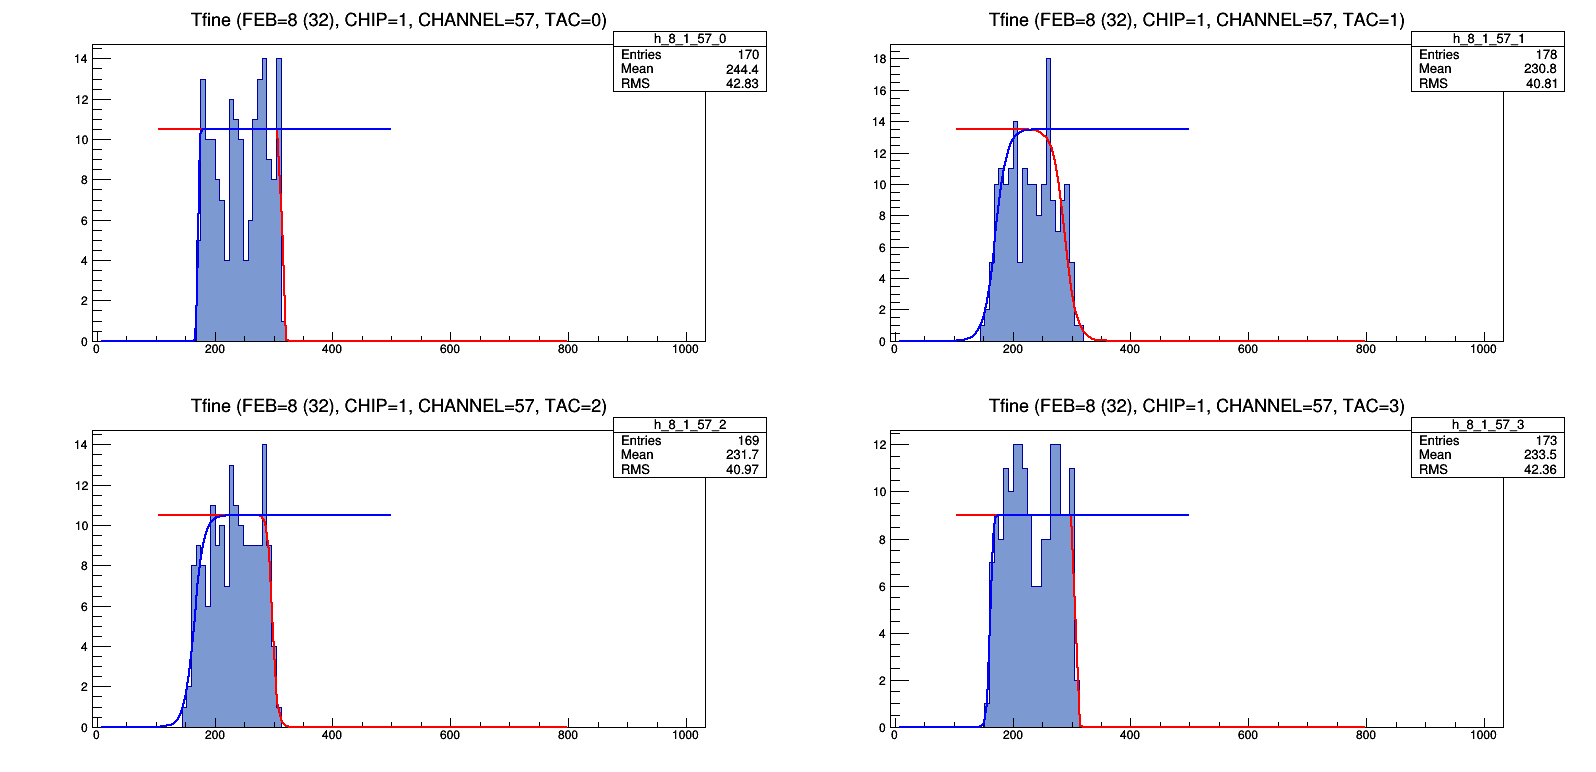 Tfine (FEB=8 (32), CHIP=1, CHANNEL=57, TAC=0)
h_8_1_57_0
Entries 170
Mean 244.4
RMS 42.83
14
12
10
8
6
4
2
0
0 200 400 600 800 1000
Tfine (FEB=8 (32), CHIP=1, CHANNEL=57, TAC=1)
h_8_1_57_1
Entries 178
Mean 230.8
RMS 40.81
18
16
14
12
10
8
6
4
2
0
0 200 400 600 800 1000
Tfine (FEB=8 (32), CHIP=1, CHANNEL=57, TAC=2)
h_8_1_57_2
Entries 169
Mean 231.7
RMS 40.97
14
12
10
8
6
4
2
0
0 200 400 600 800 1000
Tfine (FEB=8 (32), CHIP=1, CHANNEL=57, TAC=3)
h_8_1_57_3
Entries 173
Mean 233.5
RMS 42.36
12
10
8
6
4
2
0
0 200 400 600 800 1000